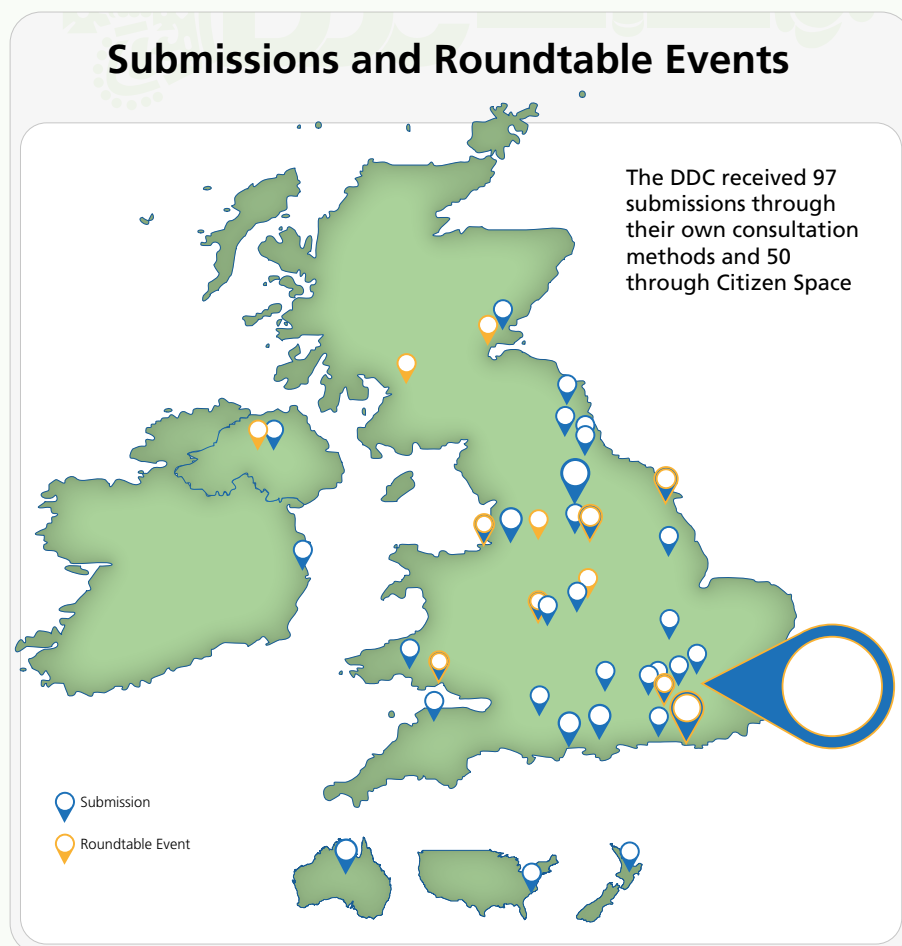 Submissions and Roundtable Events
The DDC received 97
submissions through
their own consultation
methods and 50
through Citizen Space
Submission
Roundtable Event